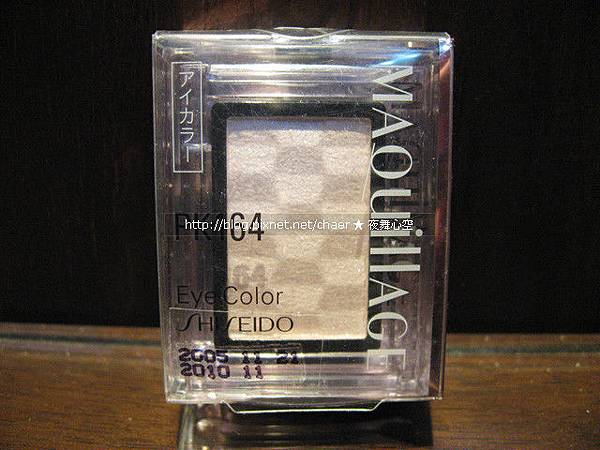 アイカラー
MAQuillAGE
http://blog.pixnet.net/chaer ★ 夜舞心空
PK164
Eye Color
SHISEIDO
2005 11 21
2010 11